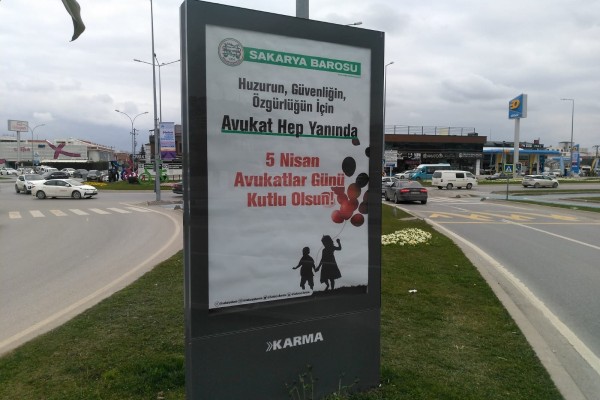 SAKARYA BAROSU
Huzurun, Güvenliğin,
Özgürlüğün İçin
Avukat Hep Yanında
5 Nisan
Avukatlar Günü
Kutlu Olsun!
KARMA